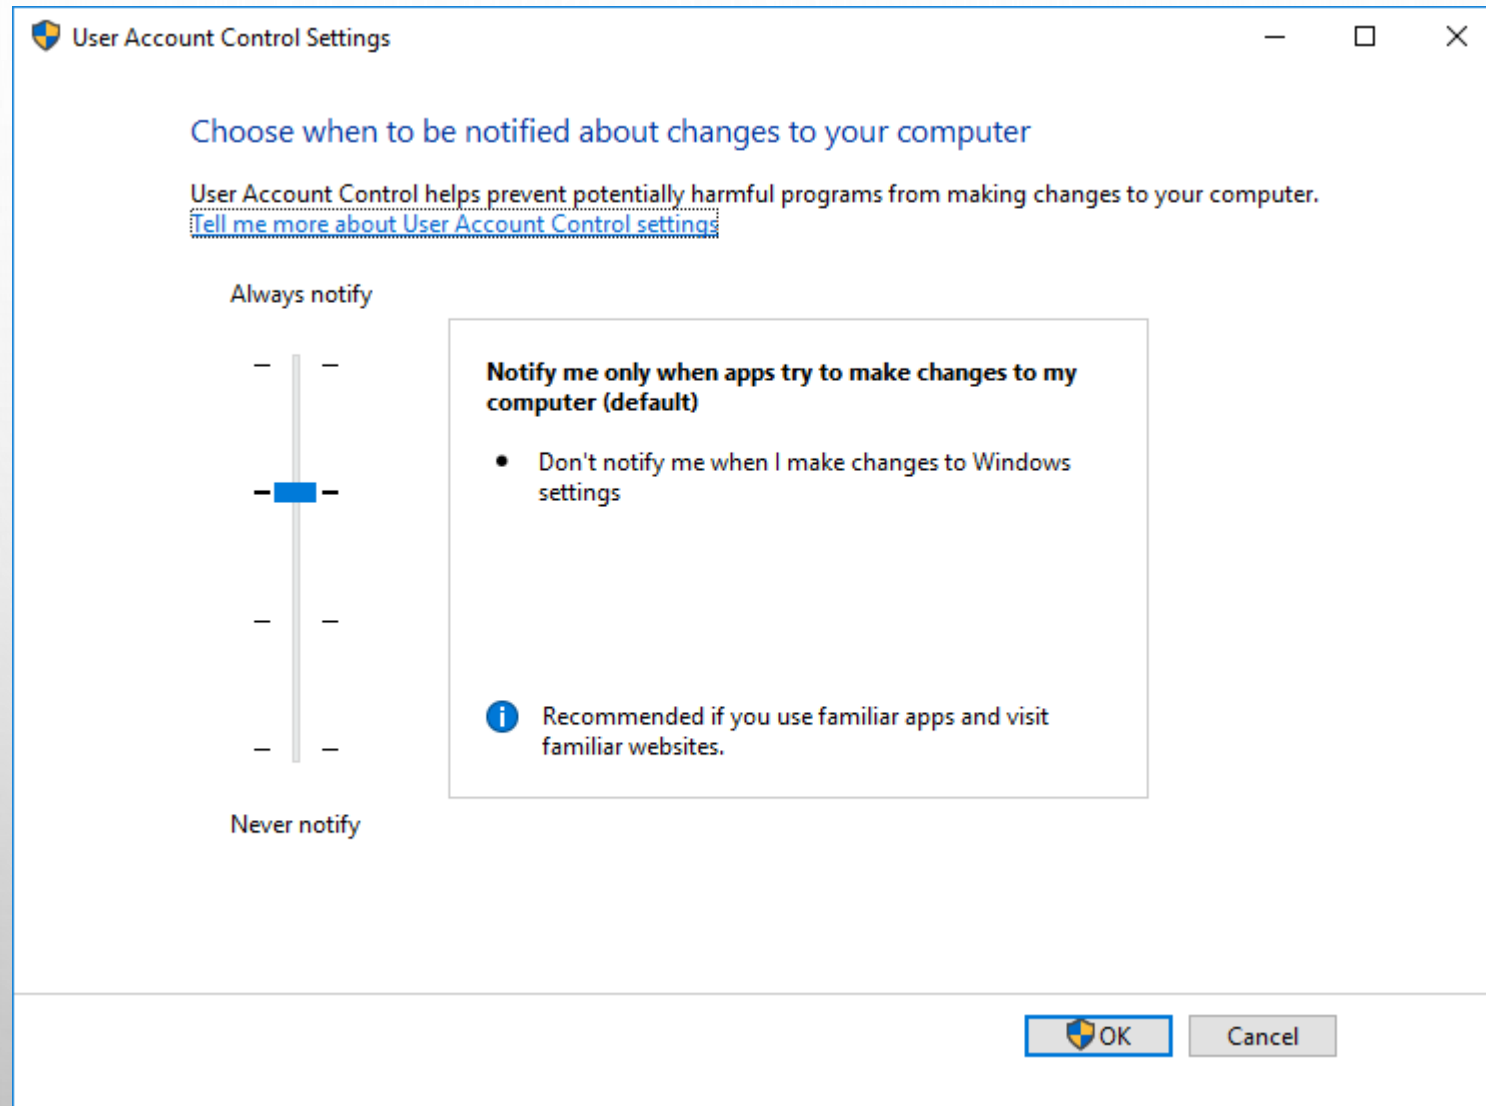 User Account Control Settings
Choose when to be notified about changes to your computer
User Account Control helps prevent potentially harmful programs from making changes to your computer.
Tell me more about User Account Control settings
Always notify
Notify me only when apps try to make changes to my
computer (default)
• Don't notify me when I make changes to Windows
settings
Recommended if you use familiar apps and visit
familiar websites.
Never notify
OK
Cancel